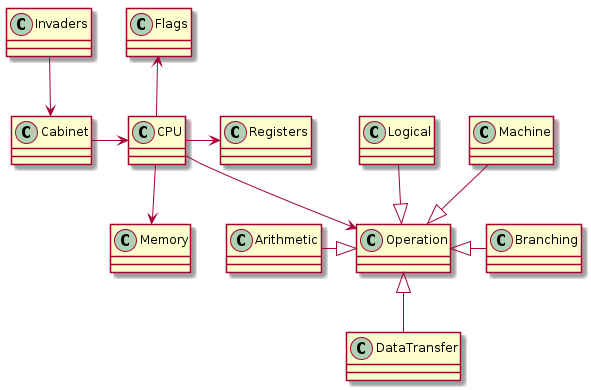 C Invaders
C Flags
C Cabinet
C CPU
C Registers
C Logical
C Machine
C Memory
C Arithmetic
C Operation
C Branching
C DataTransfer